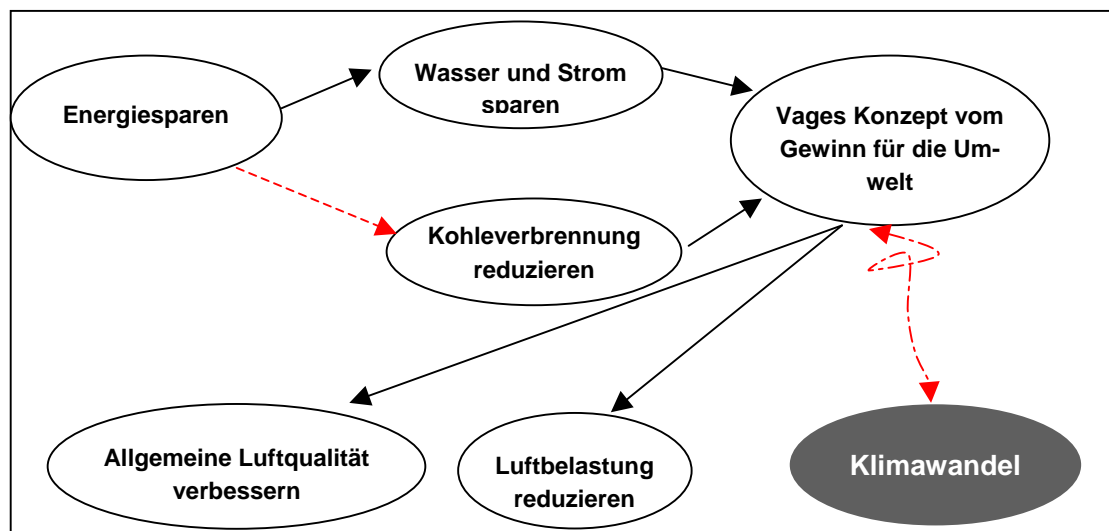 Energiesparen
Wasser und Strom
sparen
Vages Konzept vom
Gewinn für die Um-
welt
Kohleverbrennung
reduzieren
Allgemeine Luftqualität
verbessern
Luftbelastung
reduzieren
Klimawandel